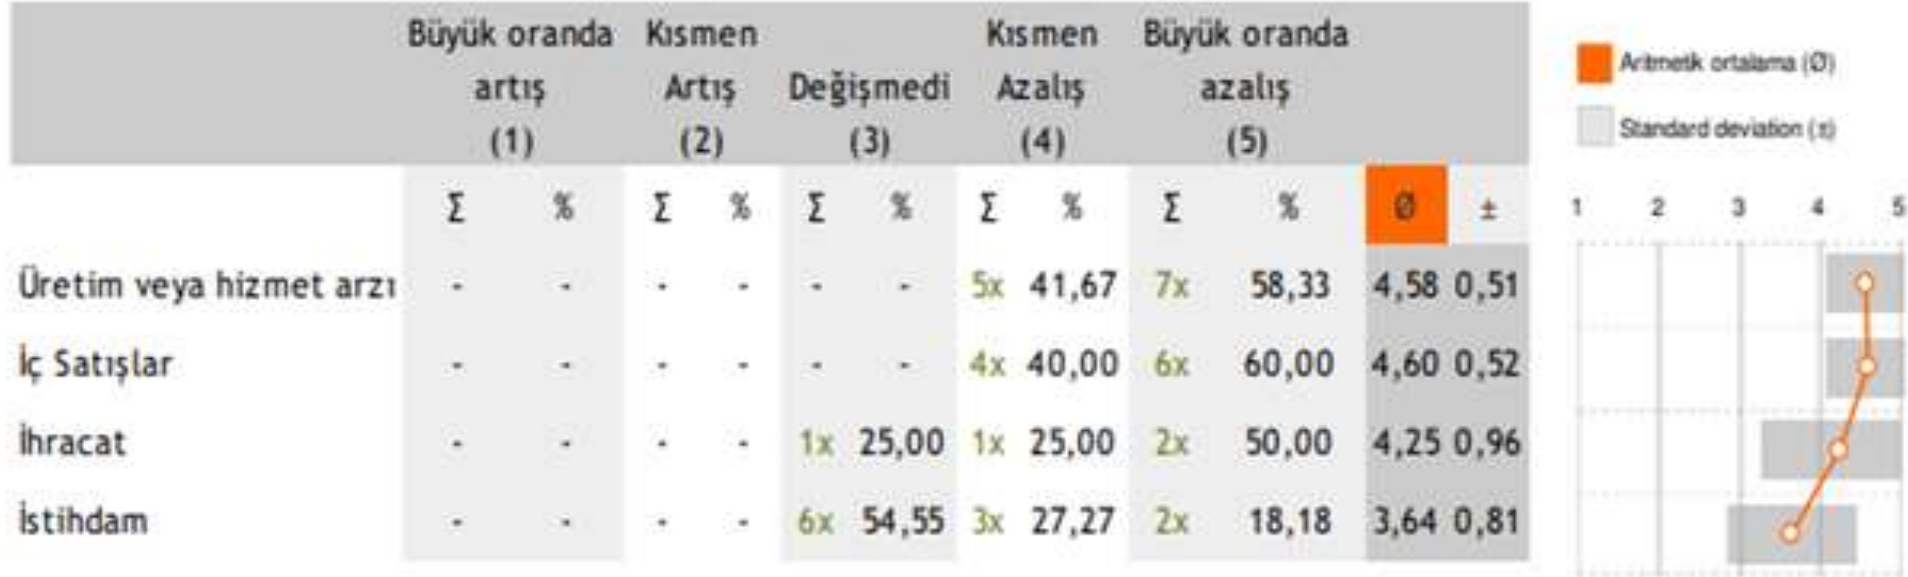 Büyük oranda Kısmen Kısmen Büyük oranda
artış Artış Değişmedi Azalış azalış
(1) (2) (3) (4) (5)
Σ % Σ % Σ % Σ % Σ % Ø ±
Üretim veya hizmet arzı - - - - - - 5x 41,67 7x 58,33 4,58 0,51
İç Satışlar - - - - - - 4x 40,00 6x 60,00 4,60 0,52
İhracat - - - - 1x 25,00 1x 25,00 2x 50,00 4,25 0,96
İstihdam - - - - 6x 54,55 3x 27,27 2x 18,18 3,64 0,81
Aritmetik ortalama (Ø)
Standard deviation (±)
1 2 3 4 5